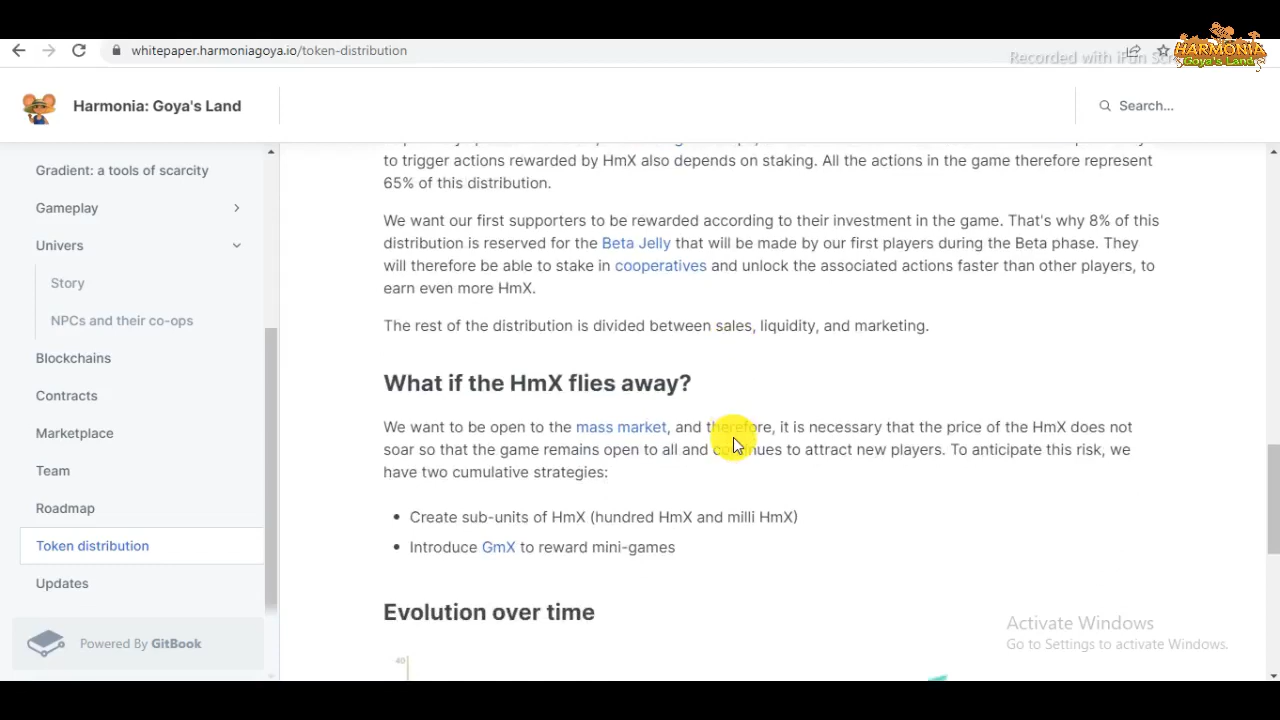 whitepaper.harmoniagoya.io/token-distribution
HARMONIA
Goya's Land
Recorded with iFun Scr
Harmonia: Goya's Land
Search...
Gradient: a tools of scarcity
Gameplay
Univers
Story
NPCs and their co-ops
Blockchains
Contracts
Marketplace
Team
Roadmap
Token distribution
Updates
Powered By GitBook
to trigger actions rewarded by HmX also depends on staking. All the actions in the game therefore represent
65% of this distribution.
We want our first supporters to be rewarded according to their investment in the game. That's why 8% of this
distribution is reserved for the Beta Jelly that will be made by our first players during the Beta phase. They
will therefore be able to stake in cooperatives and unlock the associated actions faster than other players, to
earn even more HmX.
The rest of the distribution is divided between sales, liquidity, and marketing.
What if the HmX flies away?
We want to be open to the mass market, and therefore, it is necessary that the price of the HmX does not
soar so that the game remains open to all and continues to attract new players. To anticipate this risk, we
have two cumulative strategies:
• Create sub-units of HmX (hundred HmX and milli HmX)
• Introduce GmX to reward mini-games
Evolution over time
40
Activate Windows
Go to Settings to activate Windows.